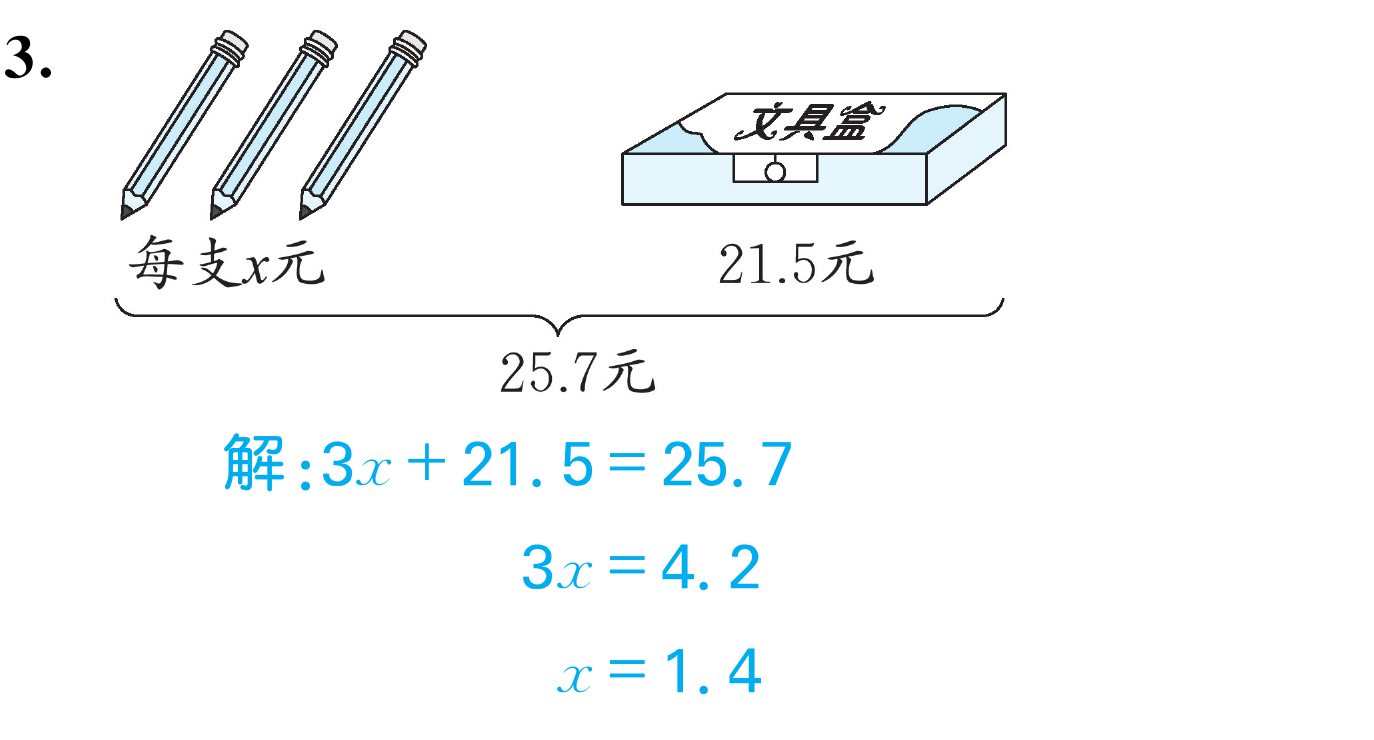 3.
文具盒
每支x元
21.5元
25.7元
解:3x+21.5=25.7
3x=4.2
x=1.4